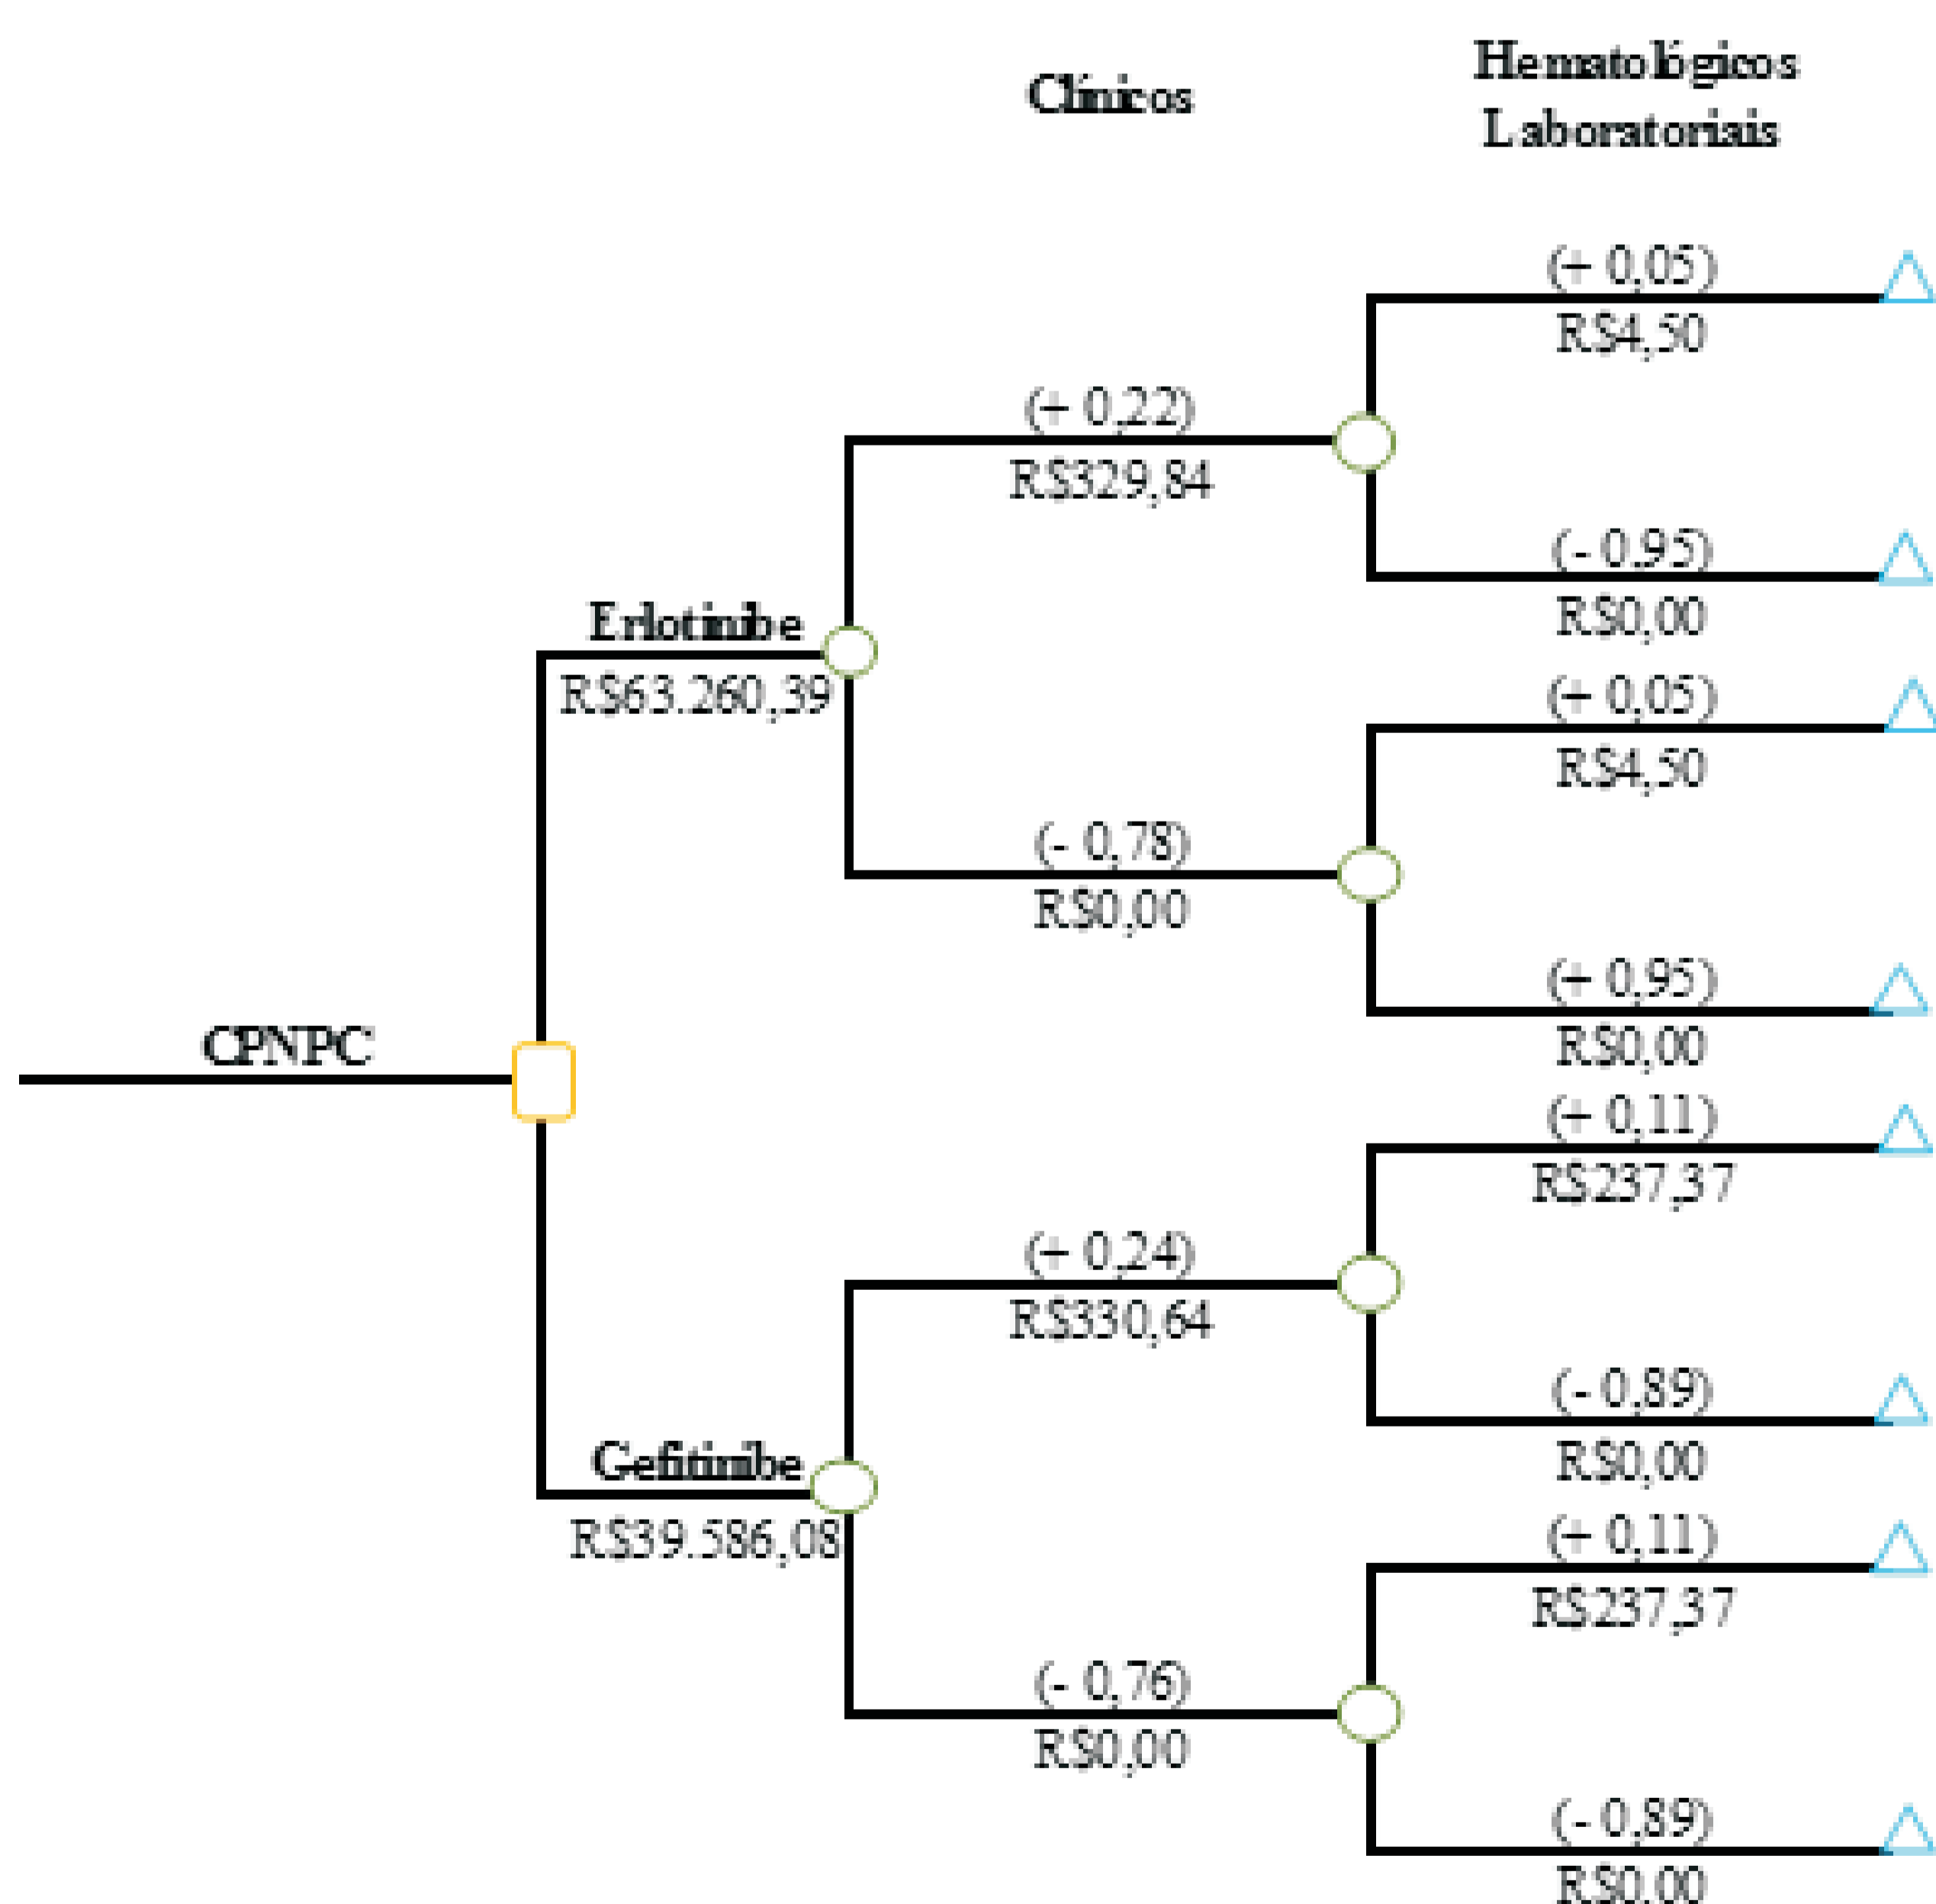 Clínicos
Hematológicos
Laboratoriais
(+ 0,05)
R$4,50
(+ 0,22)
R$329,84
(- 0.95)
R$0,00
Erlotinibe
R$63.260,39
(+ 0,05)
R$4,50
(- 0,78)
R$0,00
(+ 0,95)
R$0,00
CPNPC
(+ 0,11)
R$237,37
(+ 0,24)
R$330,64
(- 0,89)
R$0,00
Gefitinibe
R$39.586,08
(+ 0,11)
R$237,37
(- 0,76)
R$0,00
(- 0,89)
R$0,00